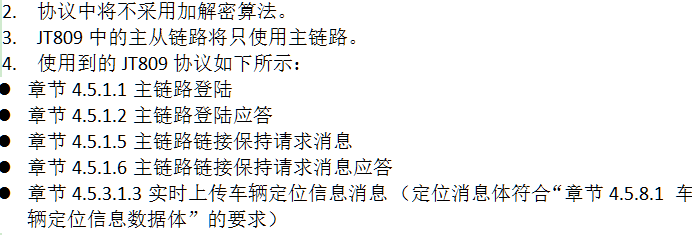 2. 协议中将不采用加解密算法。
3. JT809 中的主从链路将只使用主链路。
4. 使用到的 JT809 协议如下所示：
● 章节 4.5.1.1 主链路登陆
● 章节 4.5.1.2 主链路登陆应答
● 章节 4.5.1.5 主链路链接保持请求消息
● 章节 4.5.1.6 主链路链接保持请求消息应答
● 章节 4.5.3.1.3 实时上传车辆定位信息消息（定位消息体符合“章节 4.5.8.1 车
辆定位信息数据体”的要求）